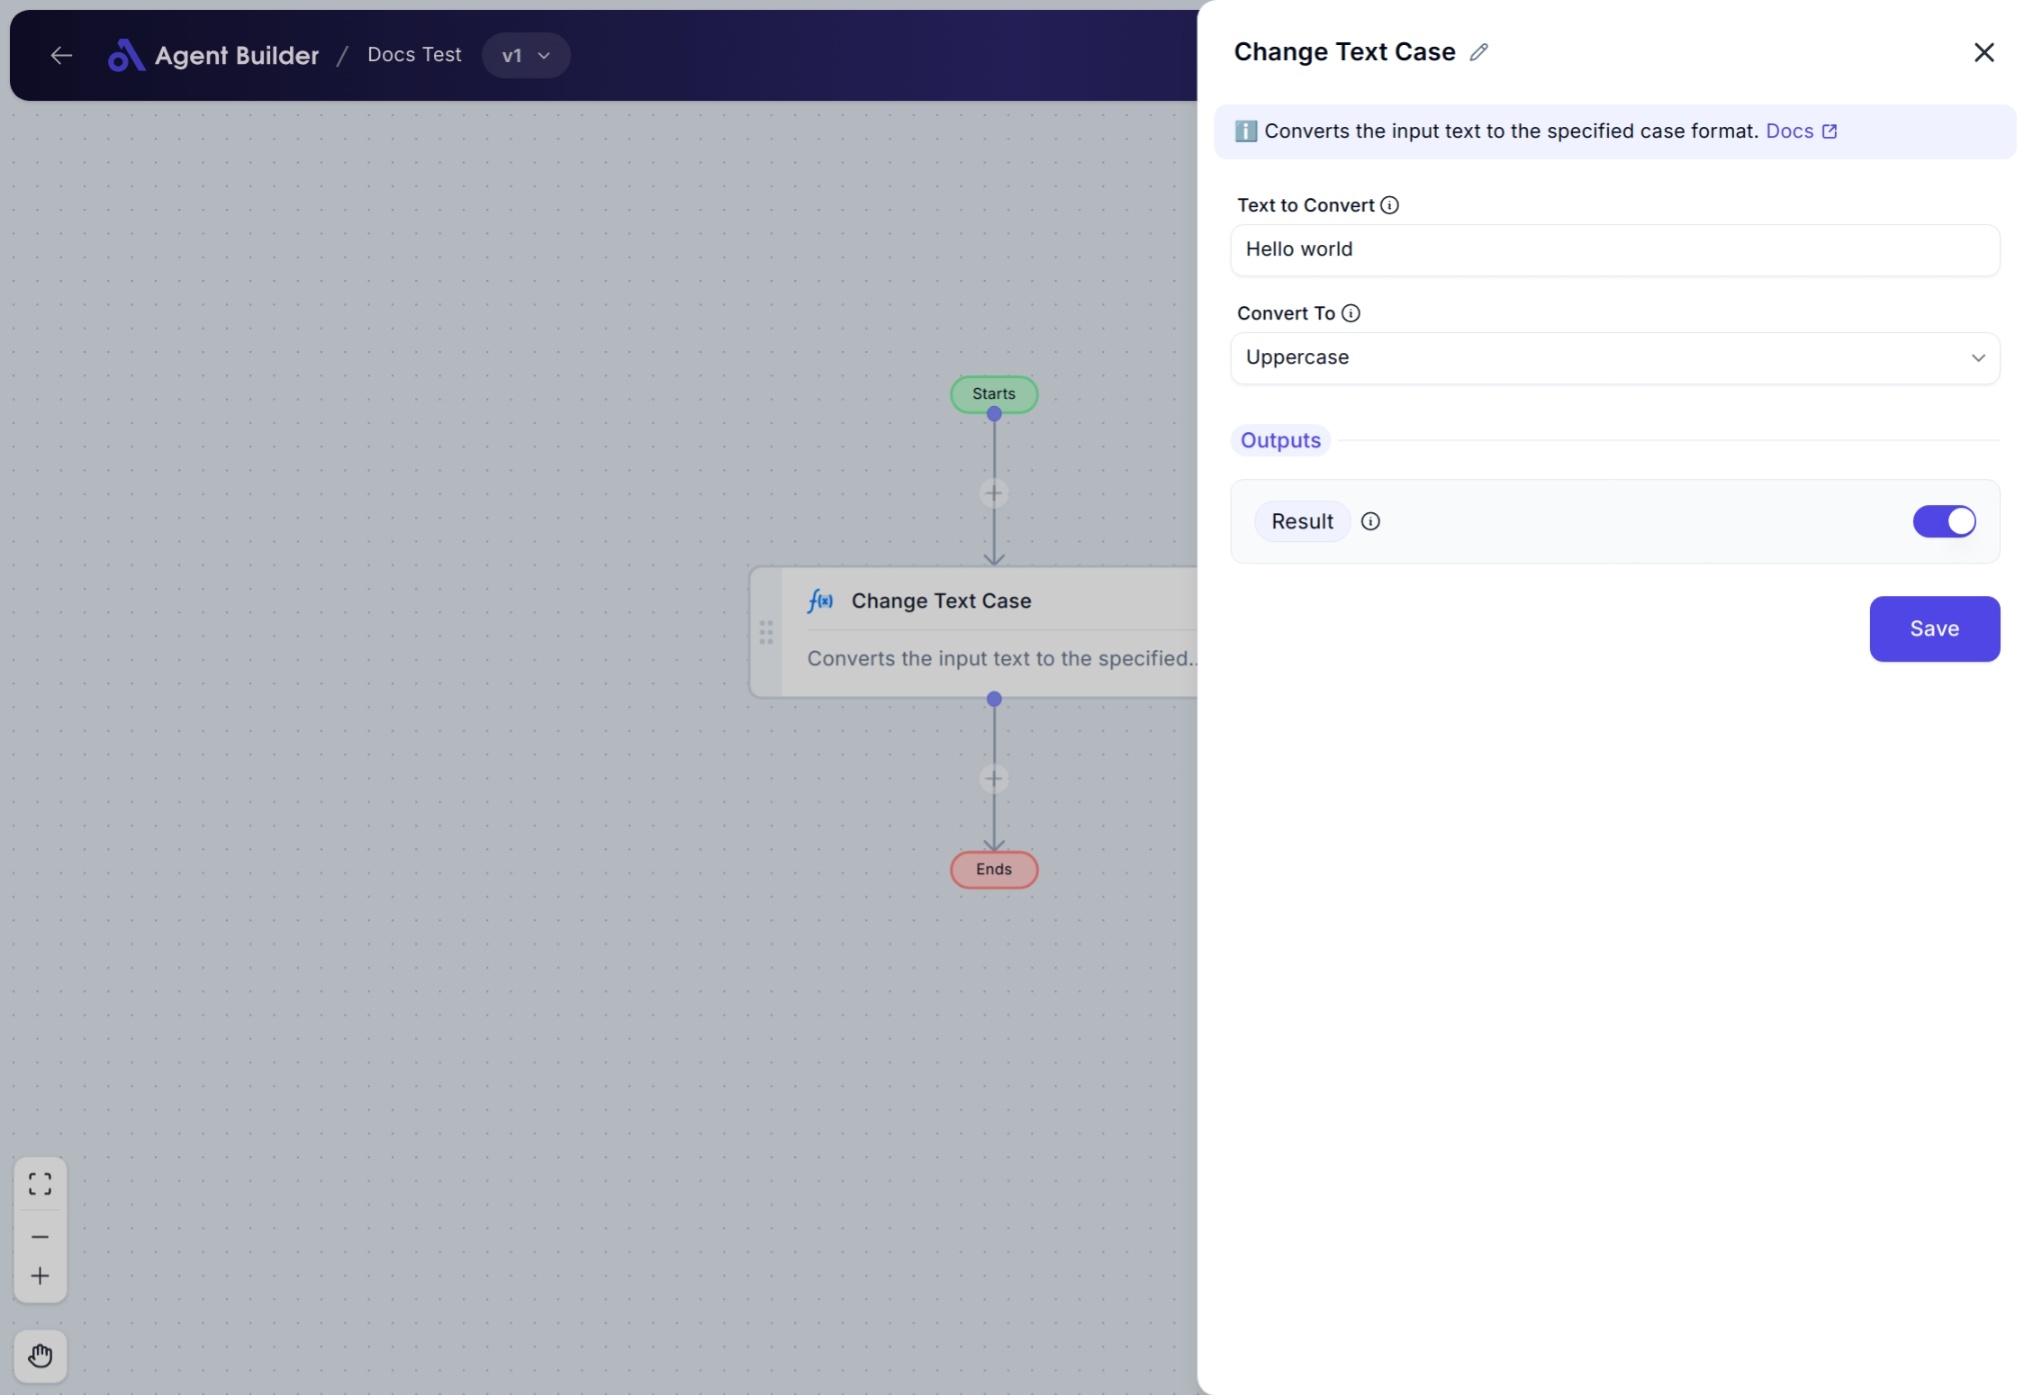 Agent Builder / Docs Test v1
Starts
Change Text Case
Converts the input text to the specified..
Ends
Change Text Case
Converts the input text to the specified case format. Docs
Text to Convert
Hello world
Convert To
Uppercase
Outputs
Result
Save